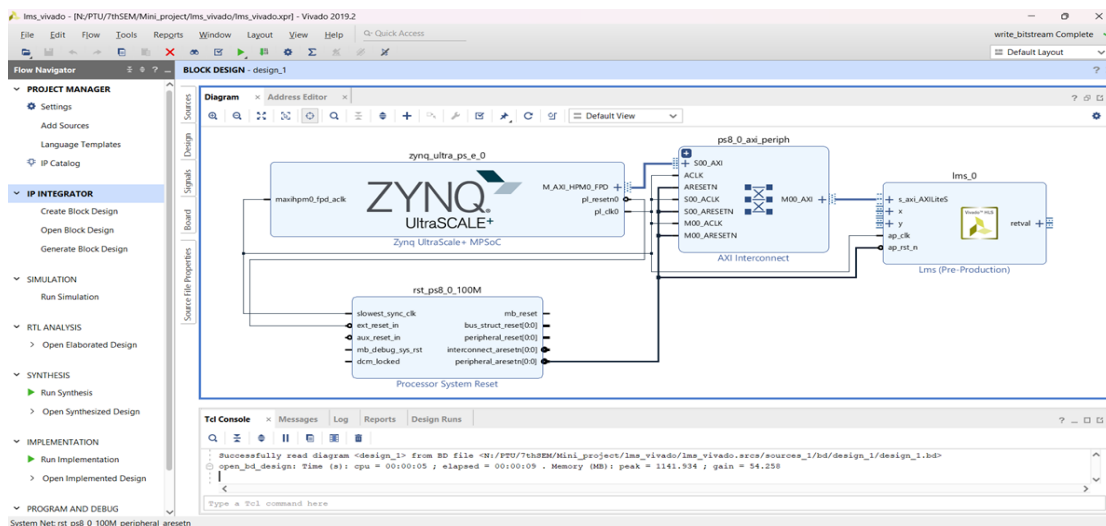 lms_vivado - [N:/PTU/7thSEM/Mini_project/lms_vivado/lms_vivado.xpr] - Vivado 2019.2
File Edit Flow Tools Reports Window Layout View Help Quick Access
write_bitstream Complete
Default Layout
Flow Navigator
PROJECT MANAGER
Settings
Add Sources
Language Templates
IP Catalog
IP INTEGRATOR
Create Block Design
Open Block Design
Generate Block Design
SIMULATION
Run Simulation
RTL ANALYSIS
Open Elaborated Design
SYNTHESIS
Run Synthesis
Open Synthesized Design
IMPLEMENTATION
Run Implementation
Open Implemented Design
PROGRAM AND DEBUG
System Net: rst_ps8_0_100M_peripheral_aresetn
BLOCK DESIGN - design_1
Sources
Design
Signals
Board
Source File Properties
Diagram Address Editor
Default View
zynq_ultra_ps_e_0
maxihpm0_fpd_aclk
ZYNQ
UltraSCALE+
M_AXI_HPM0_FPD
pl_resetn0
pl_clk0
Zynq UltraScale+ MPSoC
ps8_0_axi_periph
S00_AXI
ACLK
ARESETN
S00_ACLK
S00_ARESETN
M00_ACLK
M00_ARESETN
M00_AXI
AXI Interconnect
lms_0
s_axi_AXILiteS
x
y
ap_clk
ap_rst_n
Vivado™ HLS
retval
Lms (Pre-Production)
rst_ps8_0_100M
slowest_sync_clk
ext_reset_in
aux_reset_in
mb_debug_sys_rst
dcm_locked
mb_reset
bus_struct_reset[0:0]
peripheral_reset[0:0]
interconnect_aresetn[0:0]
peripheral_aresetn[0:0]
Processor System Reset
Tcl Console Messages Log Reports Design Runs
Successfully read diagram <design_1> from BD file <N:/PTU/7thSEM/Mini_project/lms_vivado/lms_vivado.srcs/sources_1/bd/design_1/design_1.bd>
open_bd_design: Time (s): cpu = 00:00:05 ; elapsed = 00:00:09 . Memory (MB): peak = 1141.934 ; gain = 54.258
Type a Tcl command here